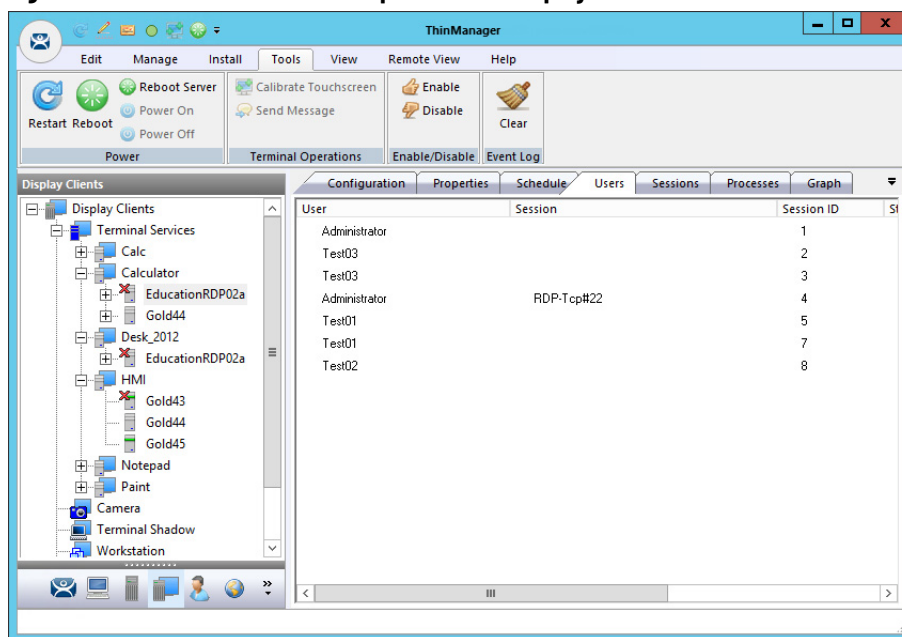 ThinManager
Edit Manage Install Tools View Remote View Help
Restart Reboot Reboot Server Calibrate Touchscreen Enable Clear
Power On Send Message Disable
Power Off
Power Terminal Operations Enable/Disable Event Log
Display Clients Configuration Properties Schedule Users Sessions Processes Graph
Display Clients User Session Session ID
Terminal Services Administrator 1
Calc Test03 2
Calculator Test03 3
EducationRDP02a Administrator RDP-Tcp#22 4
Gold44 Test01 5
Desk_2012 Test01 7
EducationRDP02a Test02 8
HMI
Gold43
Gold44
Gold45
Notepad
Paint
Camera
Terminal Shadow
Workstation